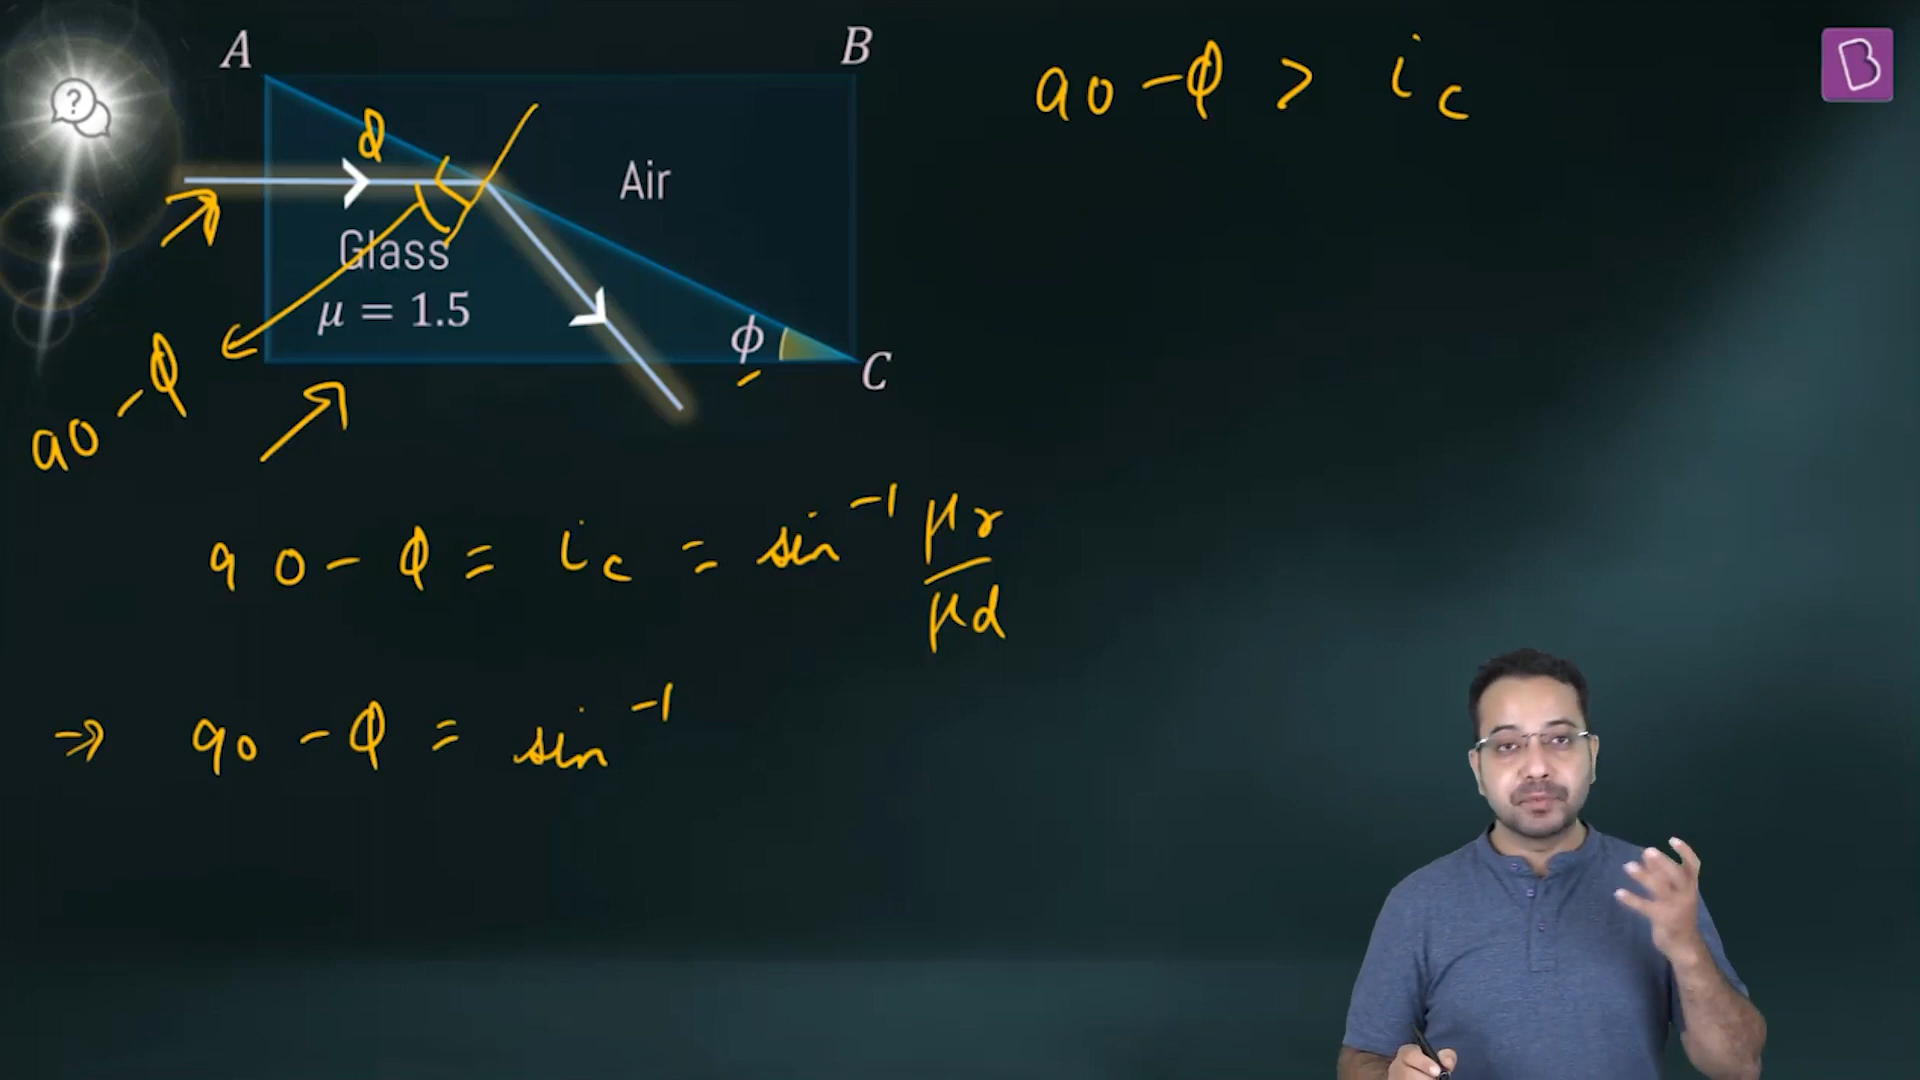 A
B
90 - ϕ > i_c
ϕ
Air
Glass
μ = 1.5
ϕ
C
90 - ϕ
90 - ϕ = i_c = sin⁻¹ μr/μd
⇒ 90 - ϕ = sin⁻¹
?
B